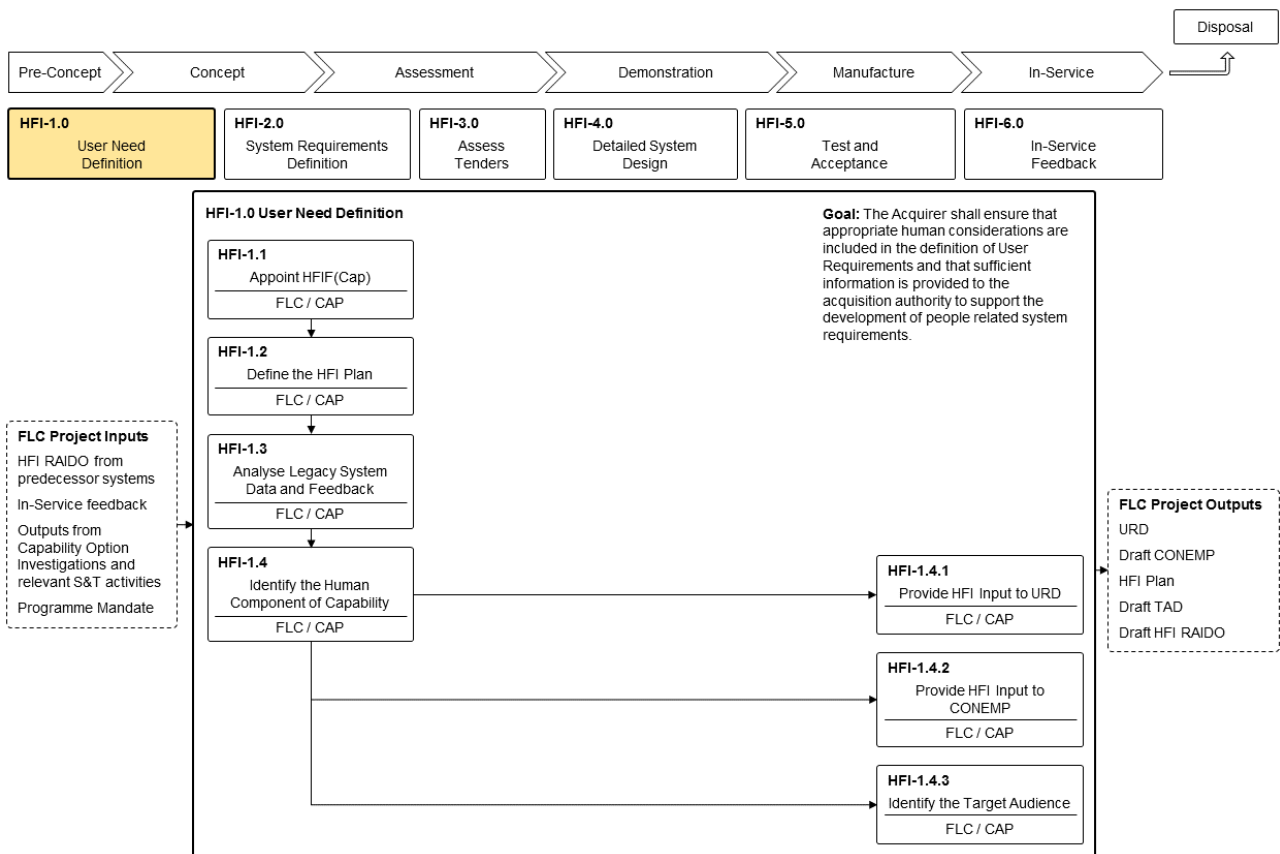 Disposal
Pre-Concept
Concept
Assessment
Demonstration
Manufacture
In-Service
HFI-1.0
User Need
Definition
HFI-2.0
System Requirements
Definition
HFI-3.0
Assess
Tenders
HFI-4.0
Detailed System
Design
HFI-5.0
Test and
Acceptance
HFI-6.0
In-Service
Feedback
HFI-1.0 User Need Definition
Goal: The Acquirer shall ensure that
appropriate human considerations are
included in the definition of User
Requirements and that sufficient
information is provided to the
acquisition authority to support the
development of people related system
requirements.
HFI-1.1
Appoint HFIF(Cap)
FLC / CAP
HFI-1.2
Define the HFI Plan
FLC / CAP
HFI-1.3
Analyse Legacy System
Data and Feedback
FLC / CAP
HFI-1.4
Identify the Human
Component of Capability
FLC / CAP
FLC Project Inputs
HFI RAIDO from
predecessor systems
In-Service feedback
Outputs from
Capability Option
Investigations and
relevant S&T activities
Programme Mandate
HFI-1.4.1
Provide HFI Input to URD
FLC / CAP
HFI-1.4.2
Provide HFI Input to
CONEMP
FLC / CAP
HFI-1.4.3
Identify the Target Audience
FLC / CAP
FLC Project Outputs
URD
Draft CONEMP
HFI Plan
Draft TAD
Draft HFI RAIDO